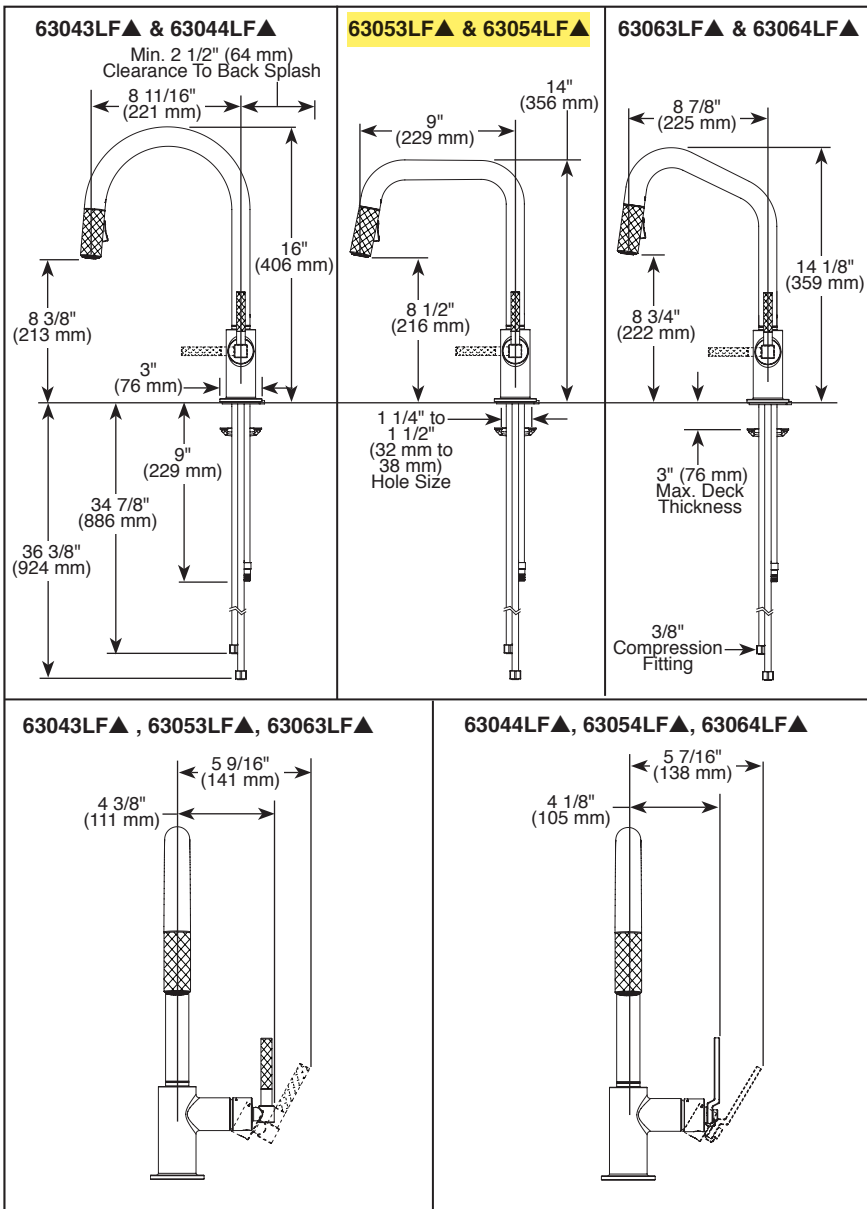 63043LF▲ & 63044LF▲
Min. 2 1/2" (64 mm)
Clearance To Back Splash
8 11/16"
(221 mm)
16"
(406 mm)
8 3/8"
(213 mm)
3"
(76 mm)
9"
(229 mm)
34 7/8"
(886 mm)
36 3/8"
(924 mm)
63053LF▲ & 63054LF▲
14"
(356 mm)
9"
(229 mm)
8 1/2"
(216 mm)
1 1/4" to
1 1/2"
(32 mm to
38 mm)
Hole Size
63063LF▲ & 63064LF▲
8 7/8"
(225 mm)
14 1/8"
(359 mm)
8 3/4"
(222 mm)
3" (76 mm)
Max. Deck
Thickness
3/8"
Compression
Fitting
63043LF▲ , 63053LF▲, 63063LF▲
5 9/16"
(141 mm)
4 3/8"
(111 mm)
63044LF▲, 63054LF▲, 63064LF▲
5 7/16"
(138 mm)
4 1/8"
(105 mm)